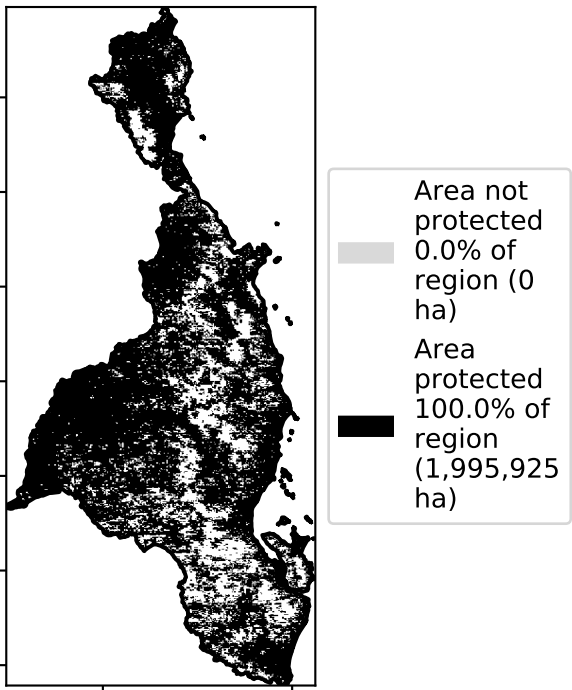 Area not
protected
0.0% of
region (0
ha)
Area
protected
100.0% of
region
(1,995,925
ha)